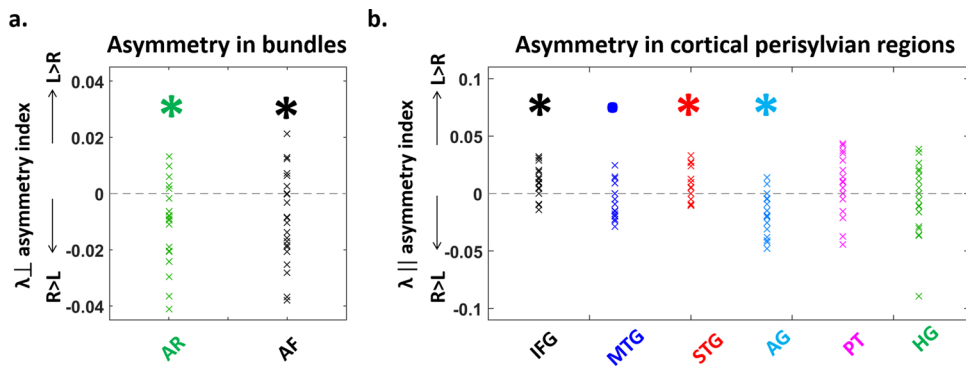 a.
Asymmetry in bundles
λ⊥ asymmetry index
R>L
L>R
0.04
0.02
0
-0.02
-0.04
*
*
AR
AF
b.
Asymmetry in cortical perisylvian regions
λ || asymmetry index
R>L
L>R
0.1
0.05
0
-0.05
-0.1
*
*
*
IFG
MTG
STG
AG
PT
HG